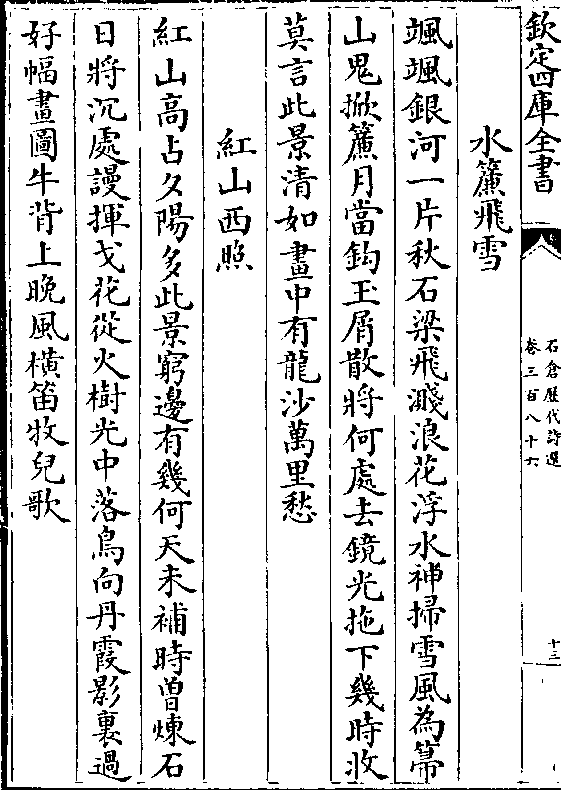 欽定四庫全書
石倉歷代詩選
卷三百八十六
十三
水簾飛雪
颯颯銀河一片秋石梁飛濺浪花浮水神掃雪風為箒
山鬼掀簾月當鈎玉屑散將何處去鏡光拖下幾時收
莫言此景清如畫中有龍沙萬里愁
紅山西照
紅山高占夕陽多此景窮邊有幾何天未補時曽煉石
日將沉處謾揮戈花從火樹光中落鳥向丹霞影裏過
好幅畫圖牛背上晚風橫笛牧兒歌